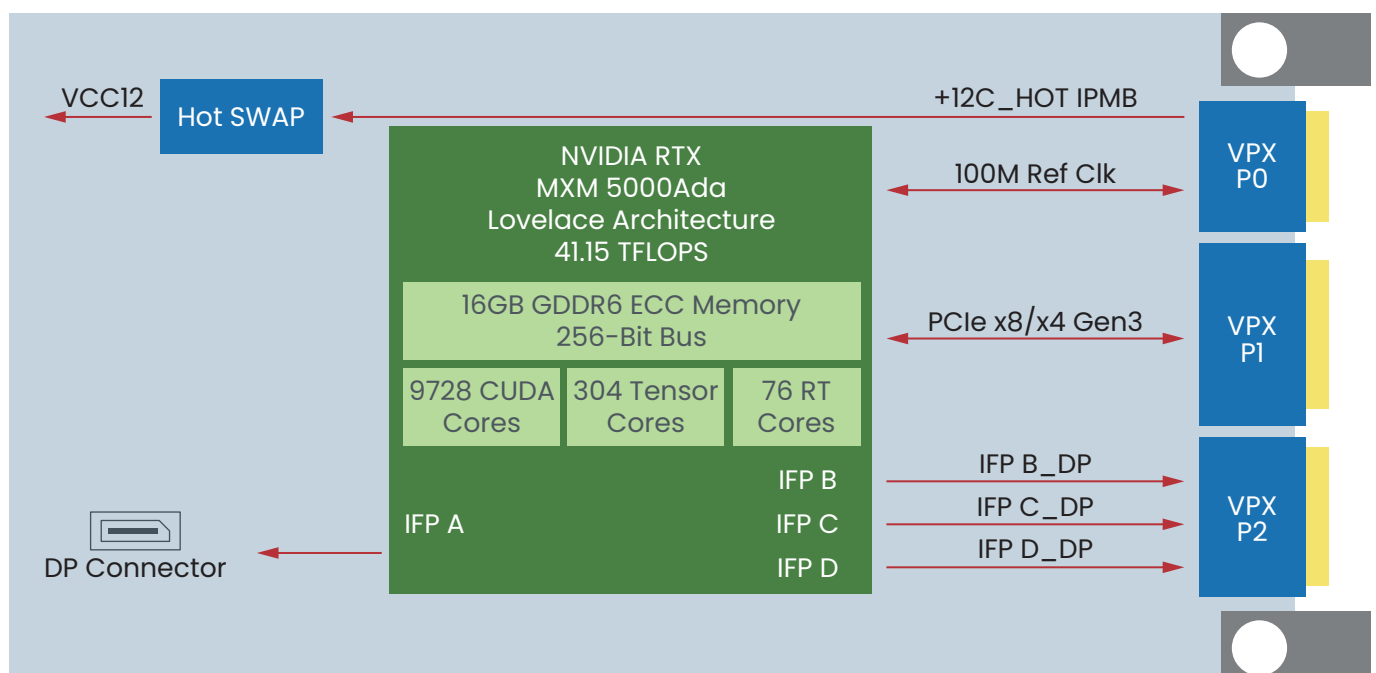 VCC12
Hot SWAP
+12C_HOT IPMB
VPX
P0
NVIDIA RTX
MXM 5000Ada
Lovelace Architecture
41.15 TFLOPS
100M Ref Clk
16GB GDDR6 ECC Memory
256-Bit Bus
PCIe x8/x4 Gen3
VPX
P1
9728 CUDA
Cores
304 Tensor
Cores
76 RT
Cores
IFP A
IFP B
IFP C
IFP D
IFP B_DP
IFP C_DP
IFP D_DP
VPX
P2
DP Connector